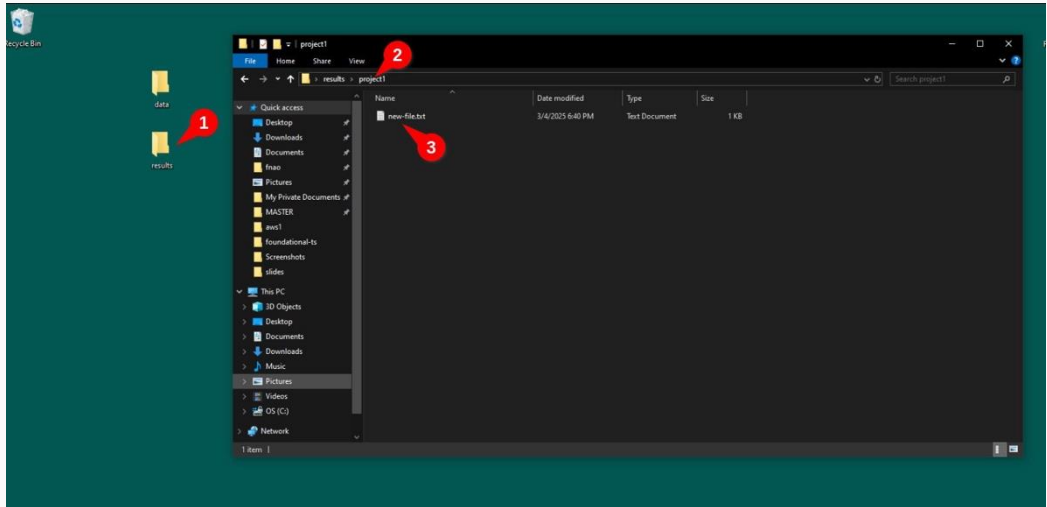 Recycle Bin
data
results
1
project1
File Home Share View
2
results > project1
Search project1
Name Date modified Type Size
new-file.txt 3/4/2025 6:40 PM Text Document 1 KB
3
Quick access
Desktop
Downloads
Documents
fnao
Pictures
My Private Documents
MASTER
aws1
foundational-ts
Screenshots
slides
This PC
3D Objects
Desktop
Documents
Downloads
Music
Pictures
Videos
OS (C:)
Network
1 item